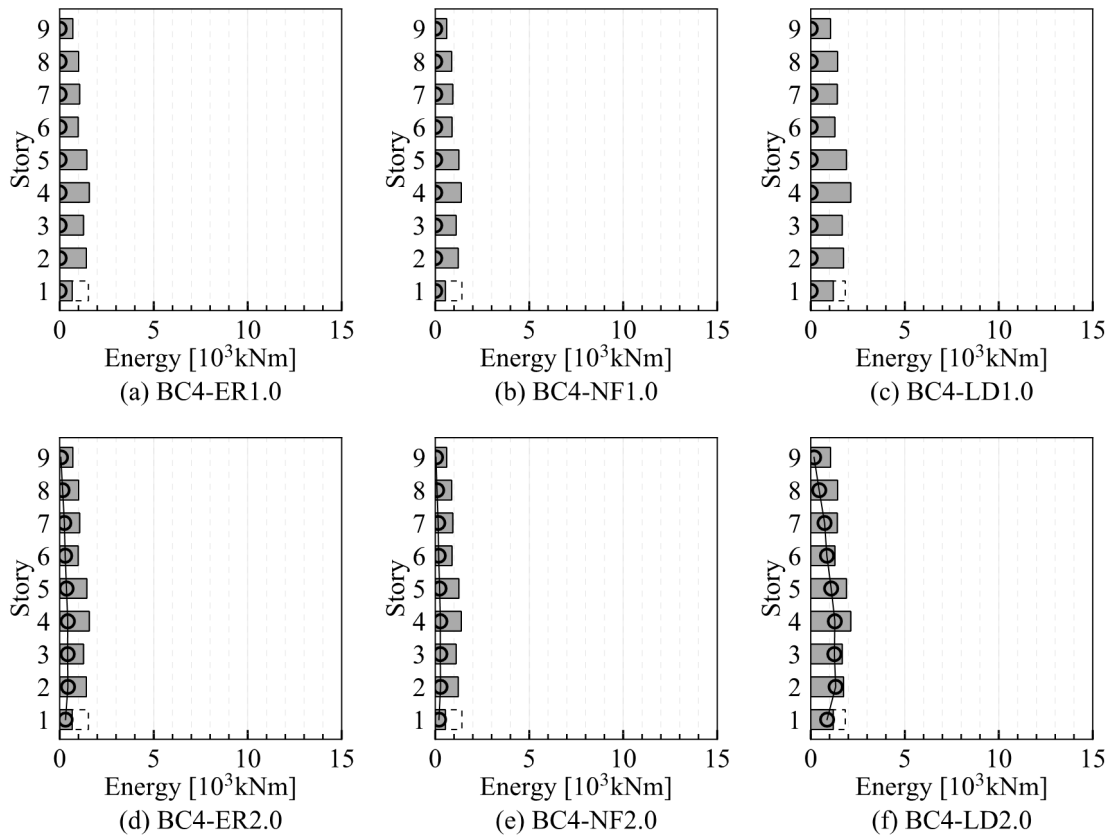 9
8
7
6
5
4
3
2
1
Story
0 5 10 15
Energy [10³kNm]
(a) BC4-ER1.0
9
8
7
6
5
4
3
2
1
Story
0 5 10 15
Energy [10³kNm]
(b) BC4-NF1.0
9
8
7
6
5
4
3
2
1
Story
0 5 10 15
Energy [10³kNm]
(c) BC4-LD1.0
9
8
7
6
5
4
3
2
1
Story
0 5 10 15
Energy [10³kNm]
(d) BC4-ER2.0
9
8
7
6
5
4
3
2
1
Story
0 5 10 15
Energy [10³kNm]
(e) BC4-NF2.0
9
8
7
6
5
4
3
2
1
Story
0 5 10 15
Energy [10³kNm]
(f) BC4-LD2.0